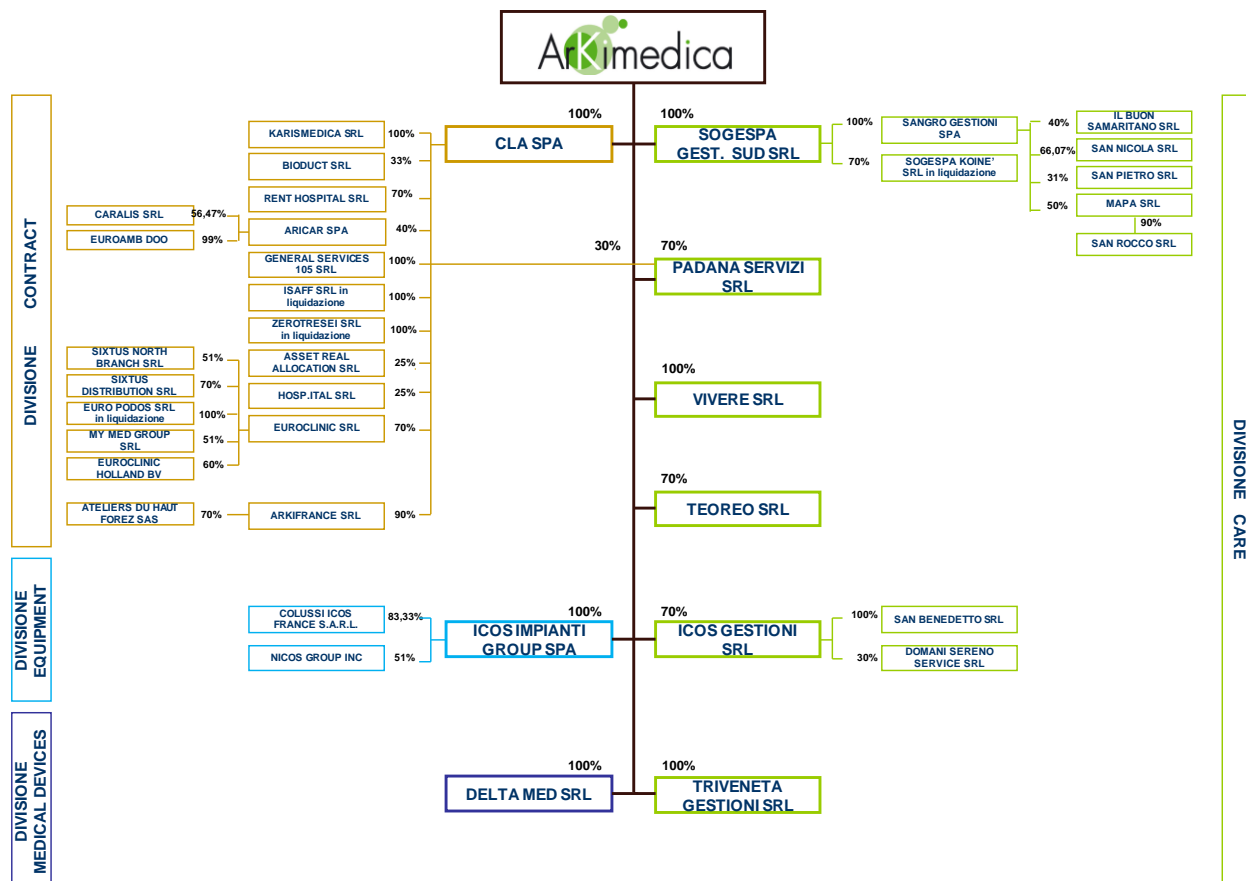 ArKimedica
DIVISIONE CONTRACT
KARISMEDICA SRL
100%
BIODUCT SRL
33%
RENT HOSPITAL SRL
70%
CARALIS SRL
56,47%
EUROAMB DOO
99%
ARICAR SPA
40%
GENERAL SERVICES
105 SRL
100%
ISAFF SRL in
liquidazione
100%
ZEROTRESEI SRL
in liquidazione
100%
SIXTUS NORTH
BRANCH SRL
51%
SIXTUS
DISTRIBUTION SRL
70%
EURO PODOS SRL
in liquidazione
100%
MY MED GROUP
SRL
51%
EUROCLINIC
HOLLAND BV
60%
ASSET REAL
ALLOCATION SRL
25%
HOSP.ITAL SRL
25%
EUROCLINIC SRL
70%
ATELIERS DU HAUT
FOREZ SAS
70%
ARKIFRANCE SRL
90%
100%
CLA SPA
100%
SOGESPA
GEST. SUD SRL
100%
SANGRO GESTIONI
SPA
70%
SOGESPA KOINE'
SRL in liquidazione
40%
IL BUON
SAMARITANO SRL
66,07%
SAN NICOLA SRL
31%
SAN PIETRO SRL
50%
MAPA SRL
90%
SAN ROCCO SRL
30%
70%
PADANA SERVIZI
SRL
100%
VIVERE SRL
70%
TEOREO SRL
DIVISIONE
EQUIPMENT
COLUSSI ICOS
FRANCE S.A.R.L.
83,33%
NICOS GROUP INC
51%
100%
ICOS IMPIANTI
GROUP SPA
70%
ICOS GESTIONI
SRL
100%
SAN BENEDETTO SRL
30%
DOMANI SERENO
SERVICE SRL
DIVISIONE
MEDICAL DEVICES
100%
DELTA MED SRL
100%
TRIVENETA
GESTIONI SRL
DIVISIONE CARE